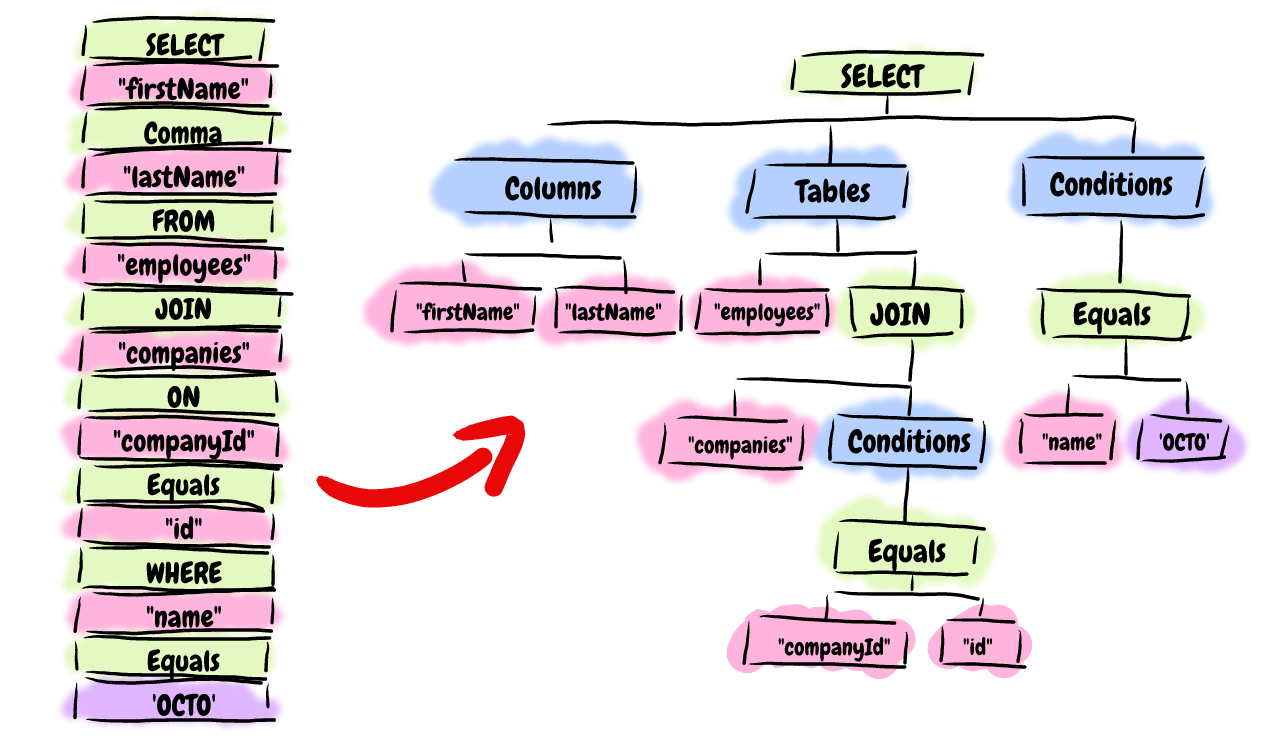 SELECT
"firstName"
Comma
"lastName"
FROM
"employees"
JOIN
"companies"
ON
"companyId"
Equals
"id"
WHERE
"name"
Equals
'OCTO'
SELECT
Columns Tables Conditions
"firstName" "lastName" "employees" JOIN Equals
"companies" Conditions "name" 'OCTO'
Equals
"companyId" "id"